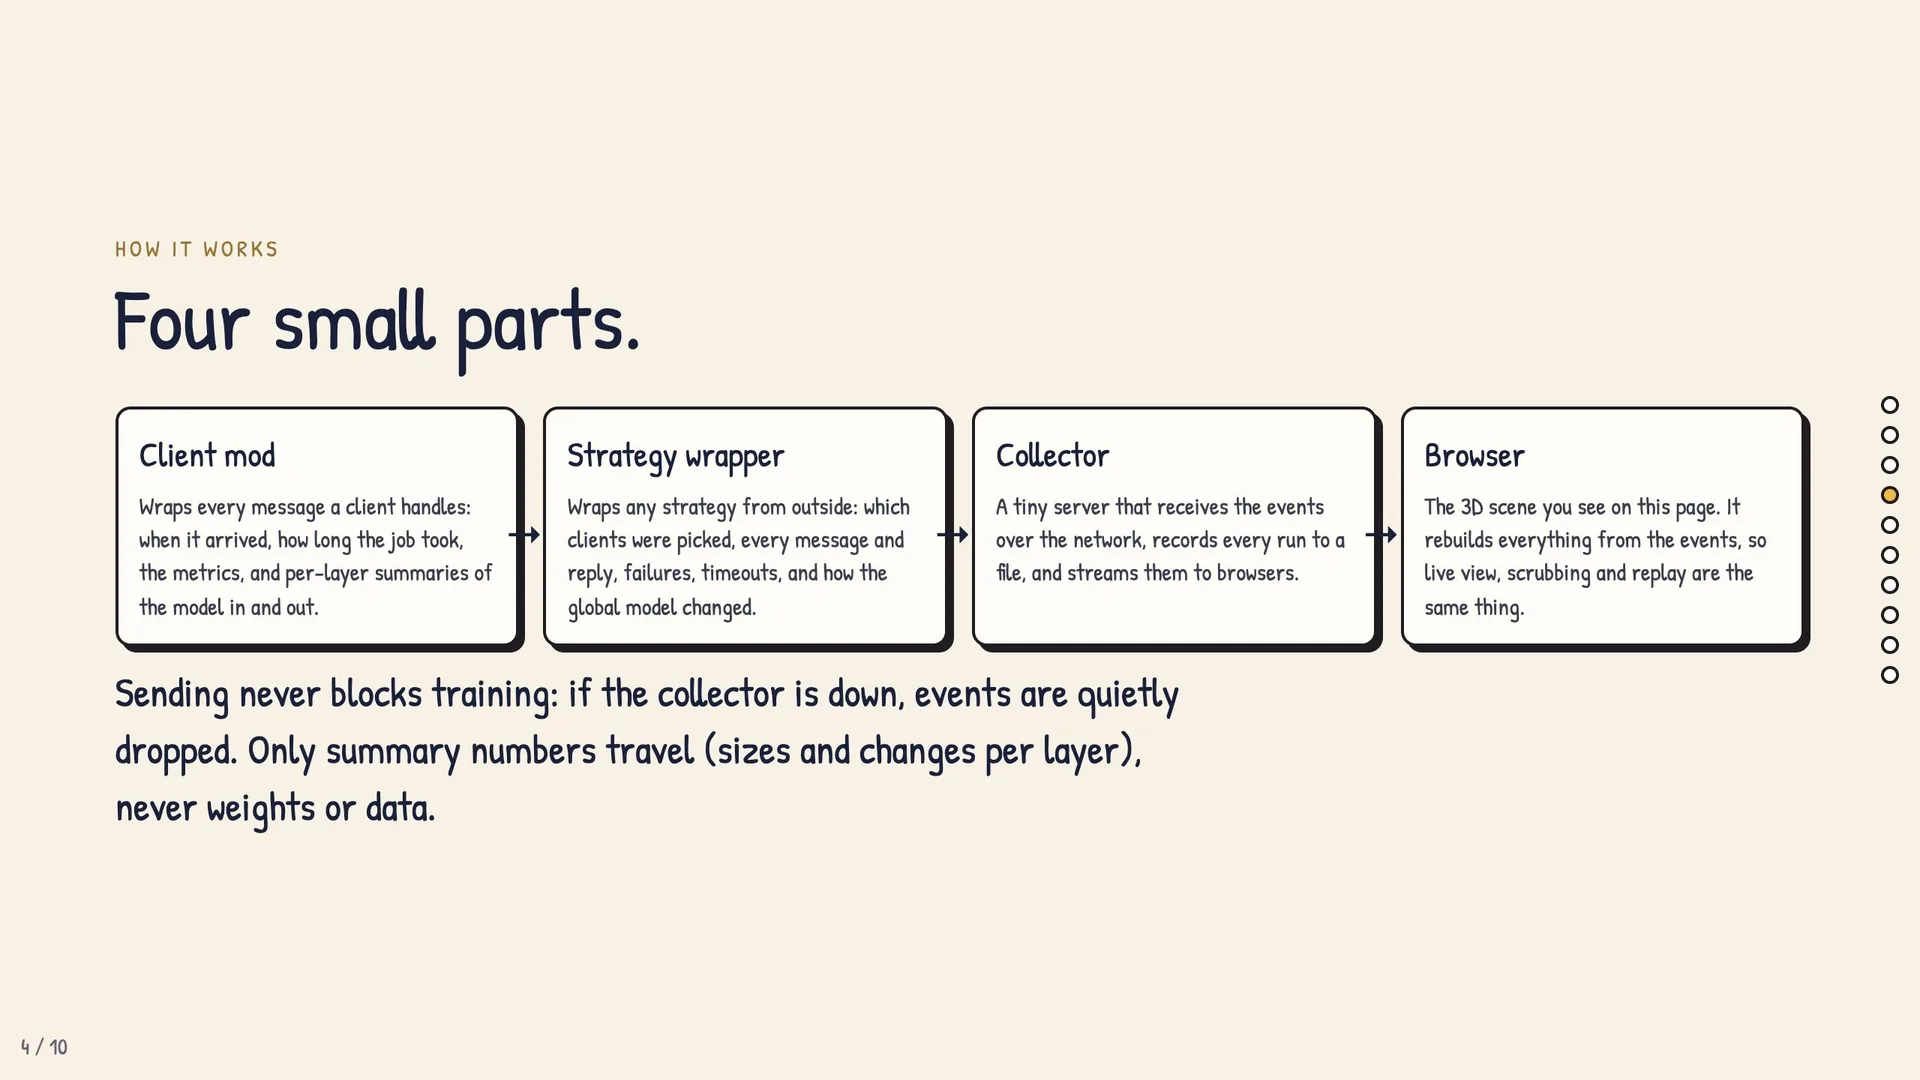 HOW IT WORKS
Four small parts.
Client mod
Wraps every message a client handles:
when it arrived, how long the job took,
the metrics, and per-layer summaries of
the model in and out.
Strategy wrapper
Wraps any strategy from outside: which
clients were picked, every message and
reply, failures, timeouts, and how the
global model changed.
Collector
A tiny server that receives the events
over the network, records every run to a
file, and streams them to browsers.
Browser
The 3D scene you see on this page. It
rebuilds everything from the events, so
live view, scrubbing and replay are the
same thing.
Sending never blocks training: if the collector is down, events are quietly
dropped. Only summary numbers travel (sizes and changes per layer),
never weights or data.
4 / 10